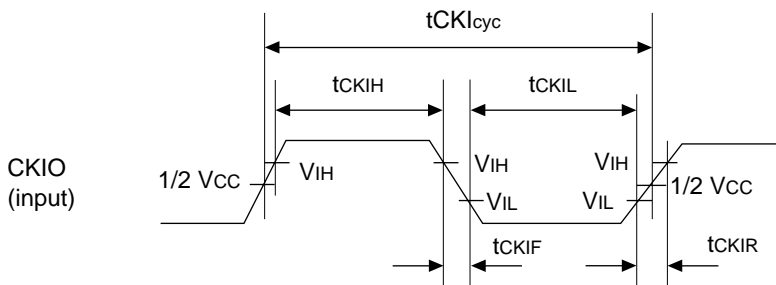 tCKIcyc
tCKIH
tCKIL
CKIO
(input)
1/2 VCC
VIH
VIH
VIL
VIH
VIL
1/2 VCC
tCKIF
tCKIR